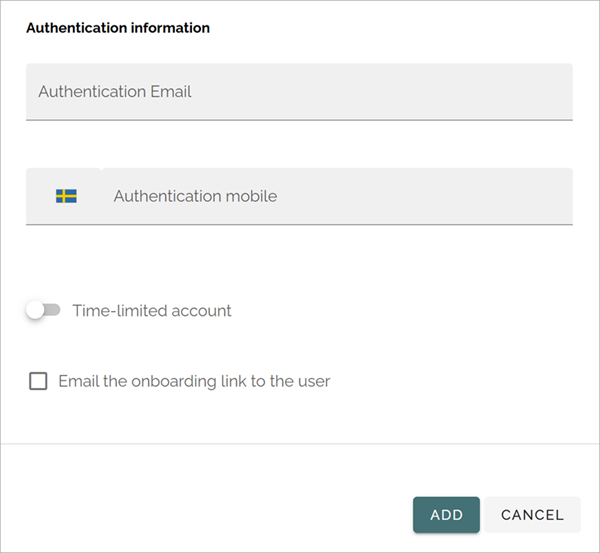 Authentication information
Authentication Email
Authentication mobile
Time-limited account
Email the onboarding link to the user
ADD CANCEL